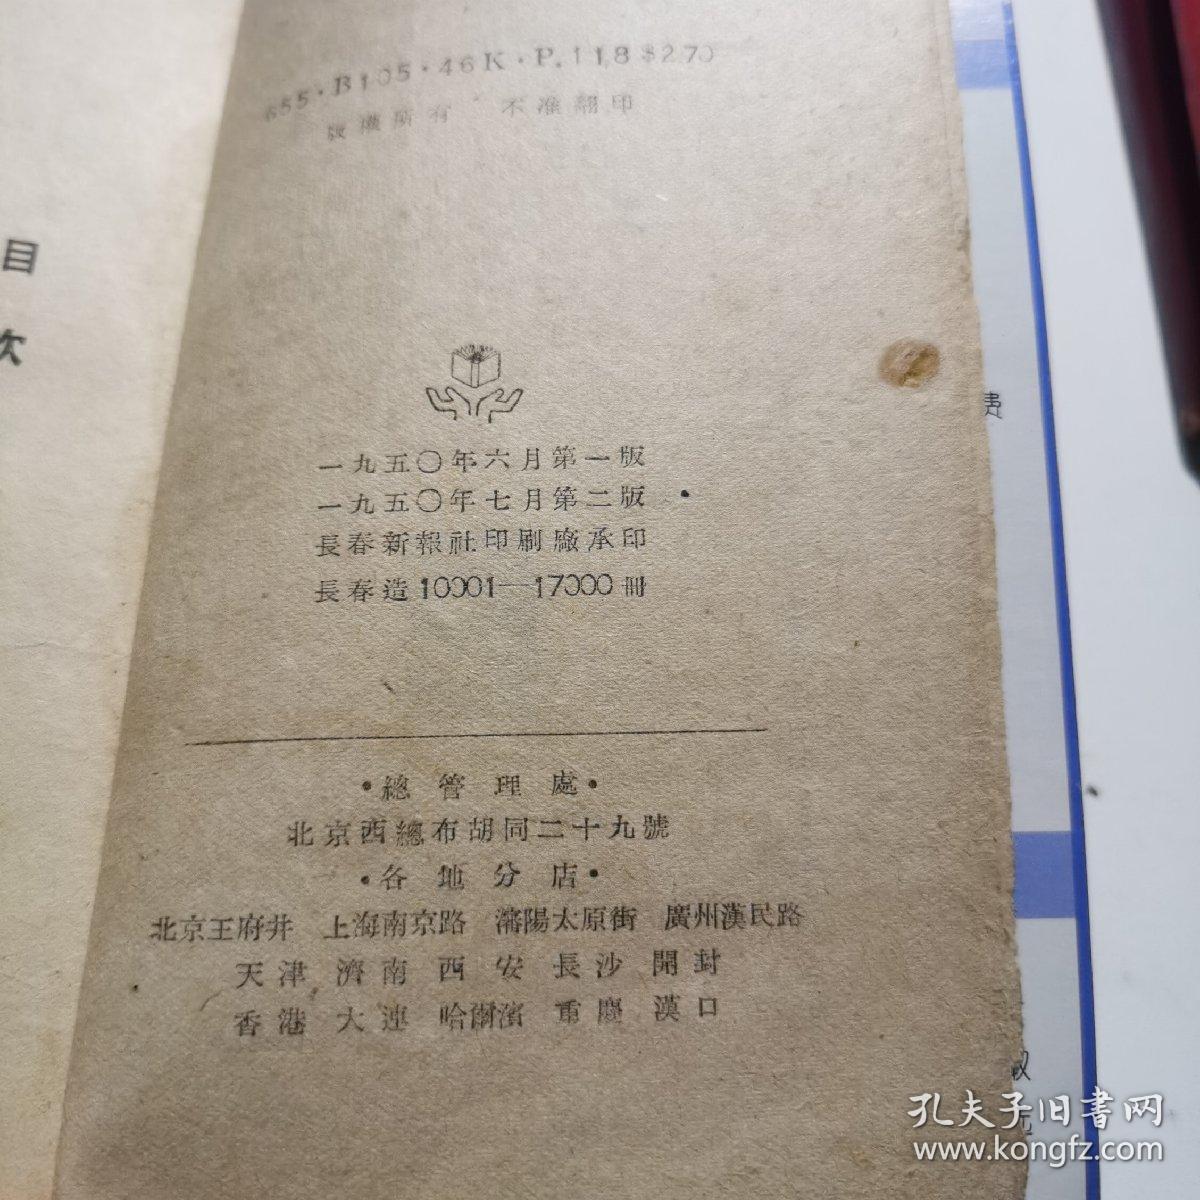 目
次
655·B105·46K·P.118$270
版權所有 不准翻印
一九五〇年六月第一版
一九五〇年七月第二版
長春新報社印刷廠承印
長春造10001—17000冊
·總管理處·
北京西總布胡同二十九號
·各地分店·
北京王府井 上海南京路 瀋陽太原街 廣州漢民路
天津 濟南 西安 長沙 開封
香港 大連 哈爾濱 重慶 漢口
费
孔夫子旧書网
www.kongfz.com